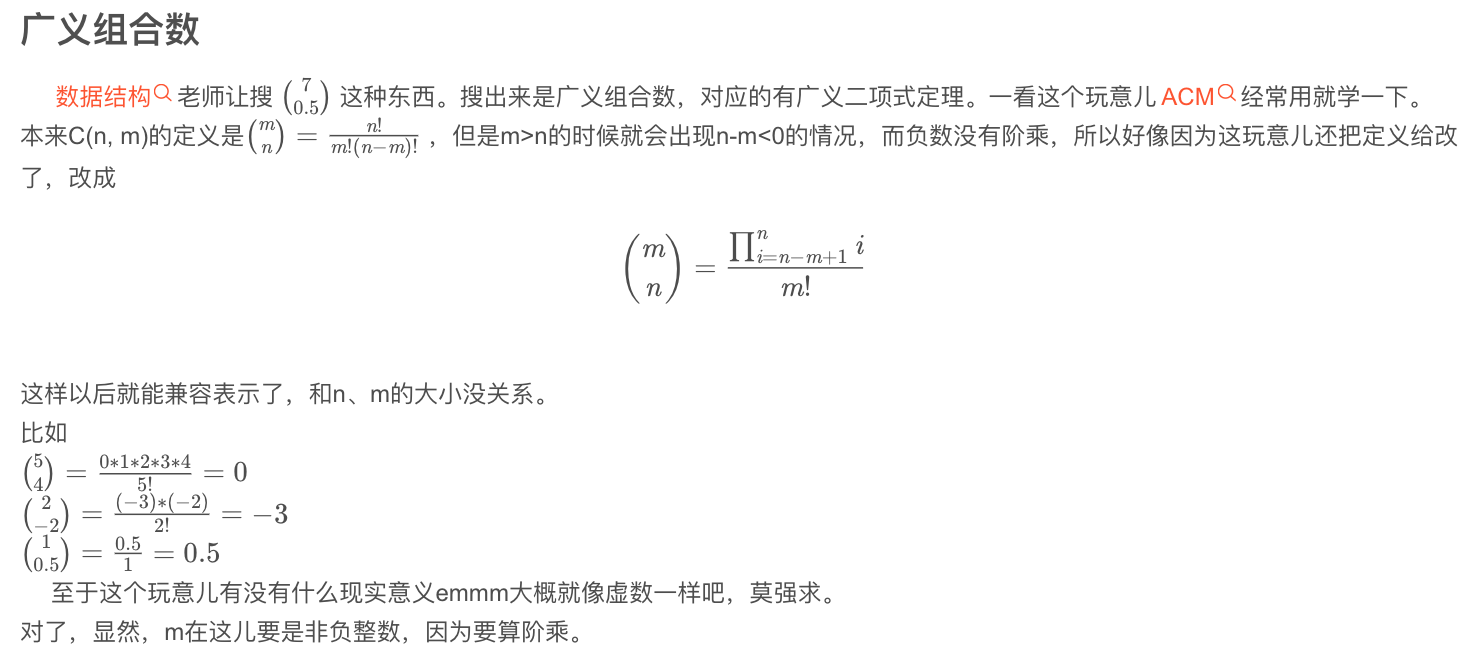 广义组合数
数据结构 老师让搜 \binom{7}{0.5} 这种东西。搜出来是广义组合数，对应的有广义二项式定理。一看这个玩意儿 ACM 经常用就学一下。
本来C(n, m)的定义是\binom{m}{n} = \frac{n!}{m!(n-m)!} ，但是m>n的时候就会出现n-m<0的情况，而负数没有阶乘，所以好像因为这玩意儿还把定义给改
了，改成
\binom{m}{n} = \frac{\prod_{i=n-m+1}^{n} i}{m!}
这样以后就能兼容表示了，和n、m的大小没关系。
比如
\binom{5}{4} = \frac{0*1*2*3*4}{5!} = 0
\binom{2}{-2} = \frac{(-3)*(-2)}{2!} = -3
\binom{1}{0.5} = \frac{0.5}{1} = 0.5
至于这个玩意儿有没有什么现实意义emmm大概就像虚数一样吧，莫强求。
对了，显然，m在这儿要是非负整数，因为要算阶乘。